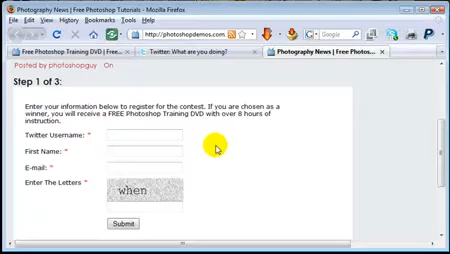 Photography News | Free Photoshop Tutorials - Mozilla Firefox
File Edit View History Bookmarks Tools Help
http://photoshopdemos.com
Google
Free Photoshop Training DVD | Free...
Twitter: What are you doing?
Photography News | Free Phos...
Posted by photoshopguy On
Step 1 of 3:
Enter your information below to register for the contest. If you are chosen as a
winner, you will receive a FREE Photoshop Training DVD with over 8 hours of
instruction.
Twitter Username: *
First Name: *
E-mail: *
Enter The Letters *
when
Submit